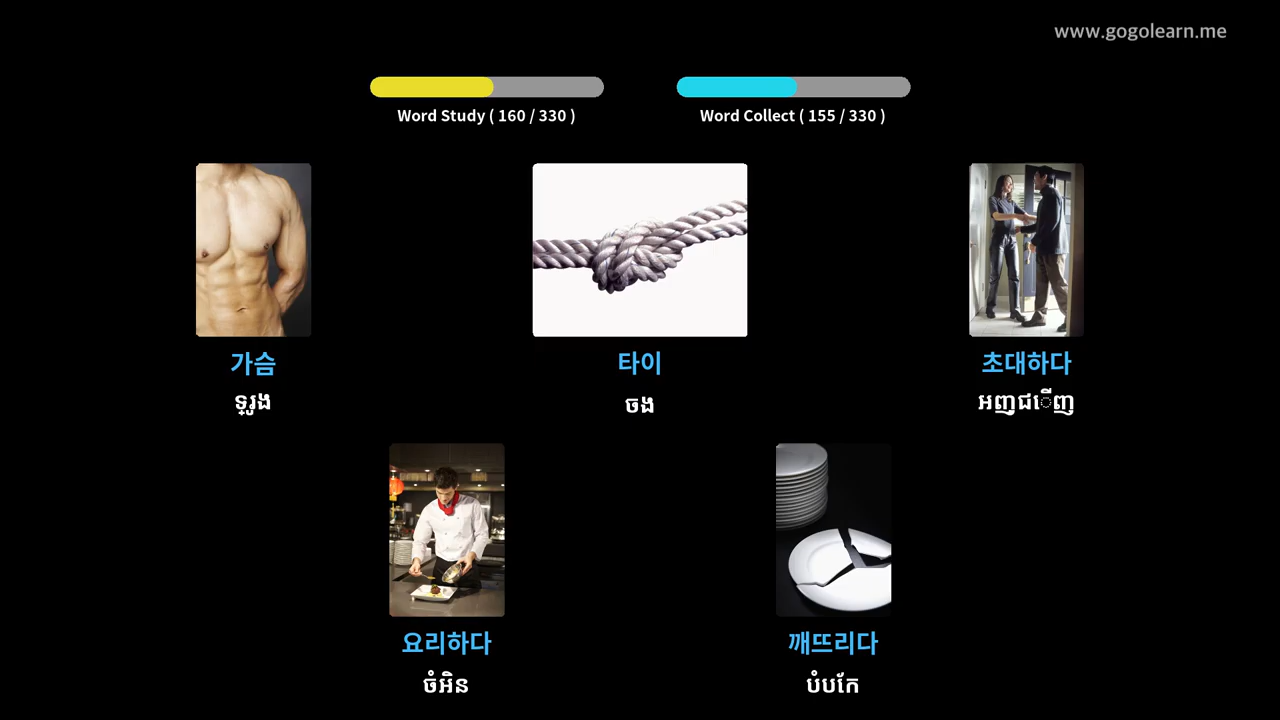 www.gogolearn.me
Word Study ( 160 / 330 )
Word Collect ( 155 / 330 )
가슴
ទ្រូង
타이
ចង
초대하다
អញ្ជើញ
요리하다
ចំអិន
깨뜨리다
បំបែក